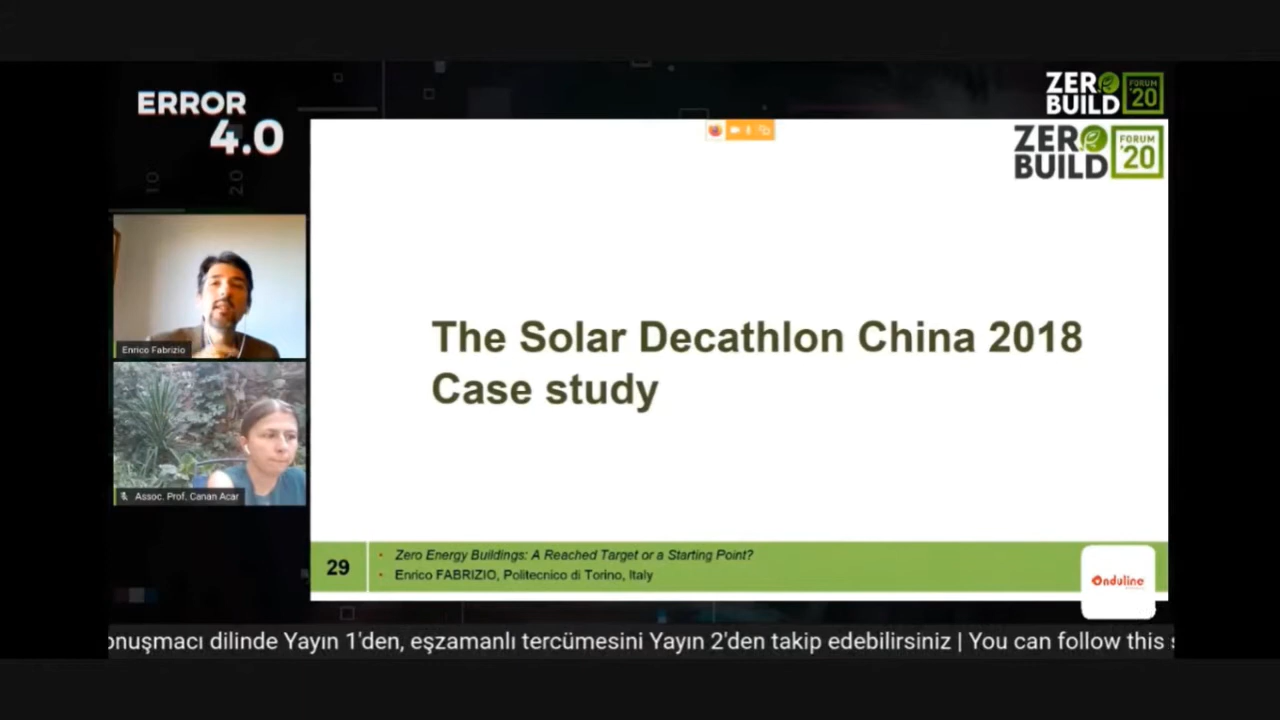 ERROR
4.0
10
20
ZERO
BUILD
FORUM
'20
ZERO
BUILD
FORUM
'20
Enrico Fabrizio
Assoc. Prof. Canan Acar
The Solar Decathlon China 2018
Case study
29
• Zero Energy Buildings: A Reached Target or a Starting Point?
• Enrico FABRIZIO, Politecnico di Torino, Italy
Onduline
onuşmacı dilinde Yayın 1'den, eşzamanlı tercümesini Yayın 2'den takip edebilirsiniz | You can follow this s